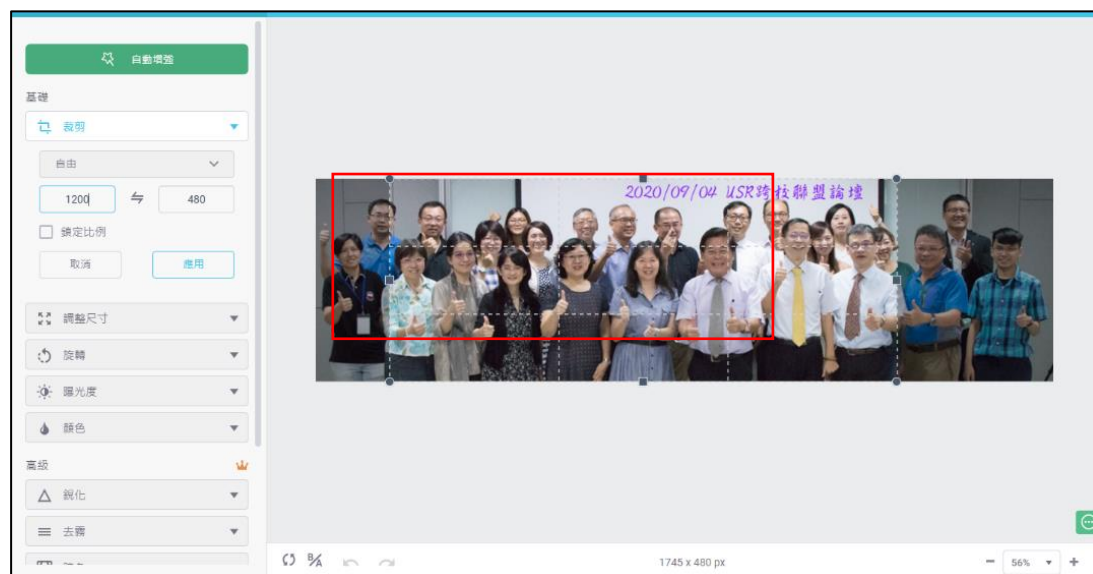 自動增強
基礎
裁剪
自由
1200 480
鎖定比例
取消 應用
調整尺寸
旋轉
曝光度
顏色
高級
銳化
去霧
2020/09/04 USR跨校聯盟論壇
B/A
1745 x 480 px
56%